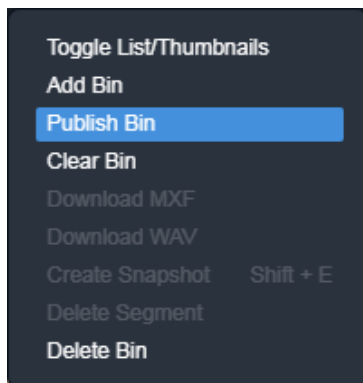 Toggle List/Thumbnails
Add Bin
Publish Bin
Clear Bin
Download MXF
Download WAV
Create Snapshot Shift + E
Delete Segment
Delete Bin